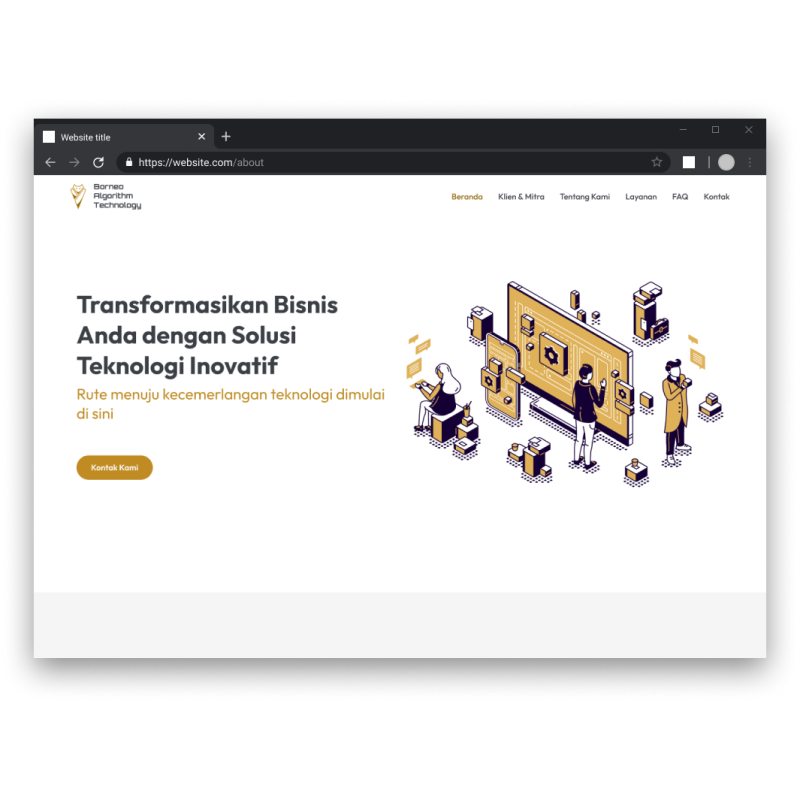 Website title
https://website.com/about
Borneo
Algorithm
Technology
Beranda Klien & Mitra Tentang Kami Layanan FAQ Kontak
Transformasikan Bisnis
Anda dengan Solusi
Teknologi Inovatif
Rute menuju kecemerlangan teknologi dimulai
di sini
Kontak Kami